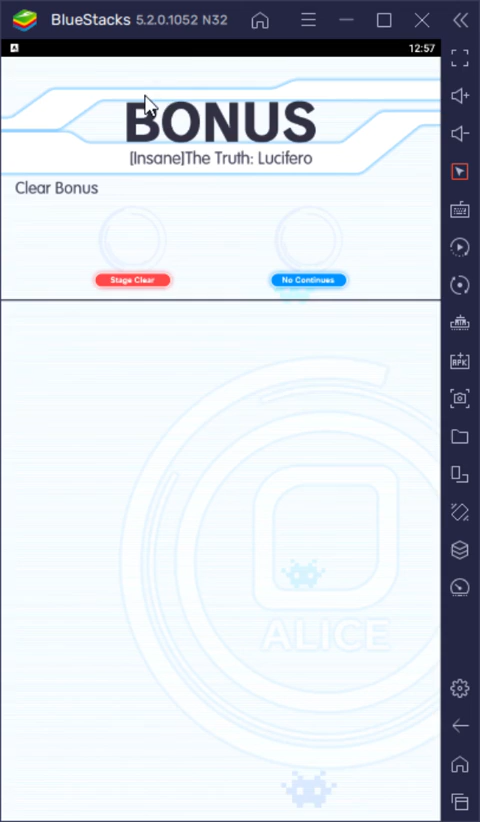 BlueStacks 5.2.0.1052 N32
A 12:57
BONUS
[Insane]The Truth: Lucifero
Clear Bonus
Stage Clear No Continues
ALICE